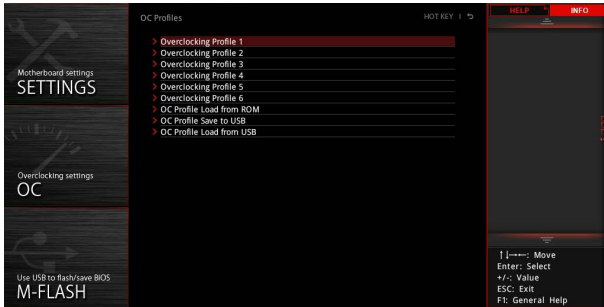 HELP
INFO
OC Profiles
HOT KEY |
Overclocking Profile 1
Overclocking Profile 2
Overclocking Profile 3
Overclocking Profile 4
Overclocking Profile 5
Overclocking Profile 6
OC Profile Load from ROM
OC Profile Save to USB
OC Profile Load from USB
Motherboard settings
SETTINGS
Overclocking settings
OC
Use USB to flash/save BIOS
M-FLASH
↑↓→←: Move
Enter: Select
+/-: Value
ESC: Exit
F1: General Help